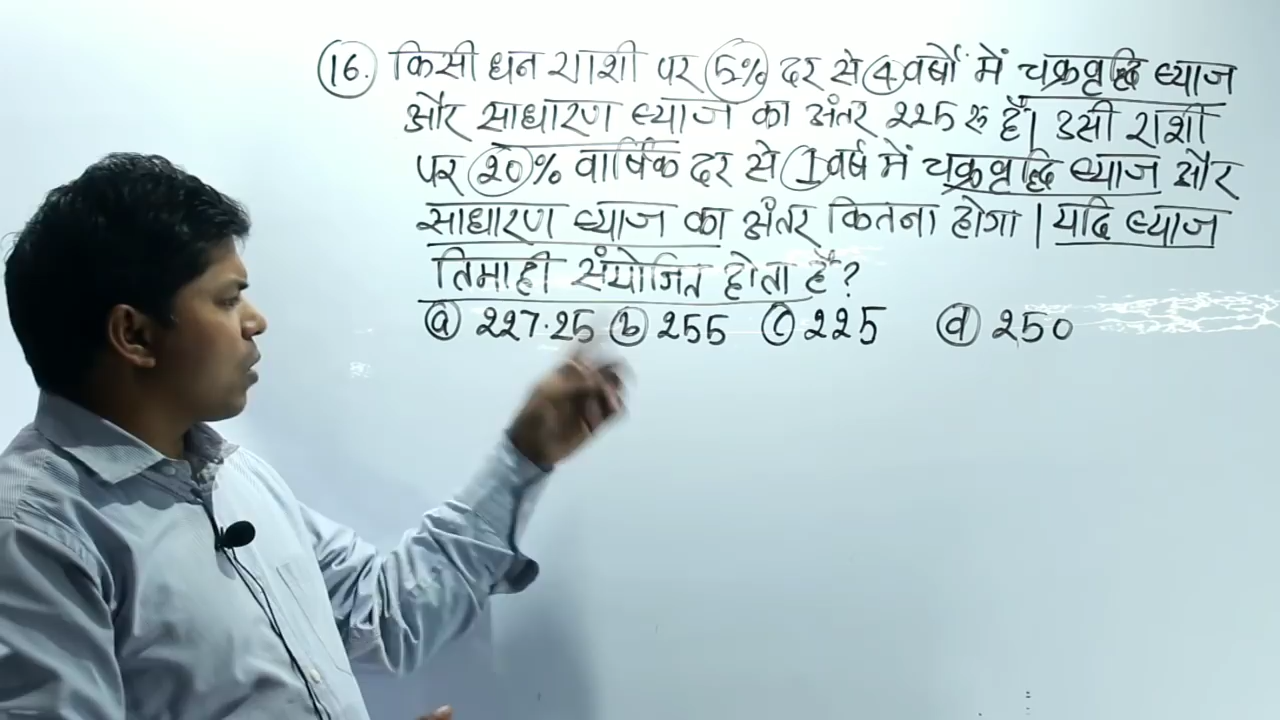 16. किसी धन राशी पर 5% दर से 4 वर्षों में चक्रवृद्धि ब्याज
और साधारण ब्याज का अंतर 225 रु है। उसी राशी
पर 20% वार्षिक दर से 1 वर्ष में चक्रवृद्धि ब्याज और
साधारण ब्याज का अंतर कितना होगा । यदि ब्याज
तिमाही संयोजित होता है ?
(a) 227.25 (b) 255 (c) 225 (d) 250